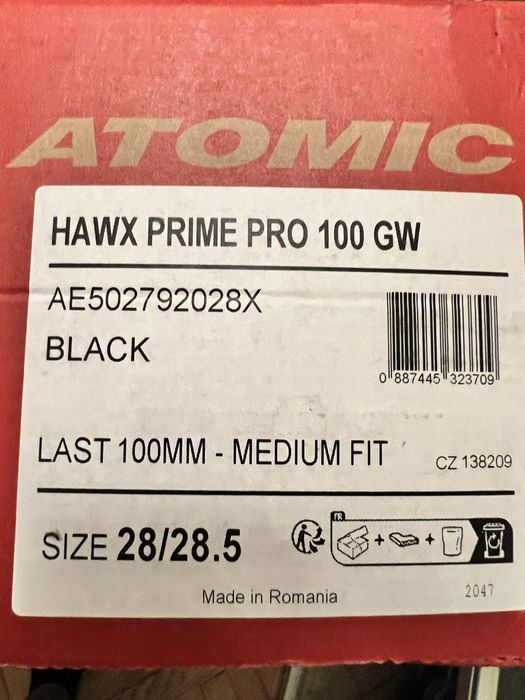 ATOMIC
HAWX PRIME PRO 100 GW
AE502792028X
BLACK
0 887445 323709
LAST 100MM - MEDIUM FIT
CZ 138209
SIZE 28/28.5
FR
+ +
Made in Romania
2047